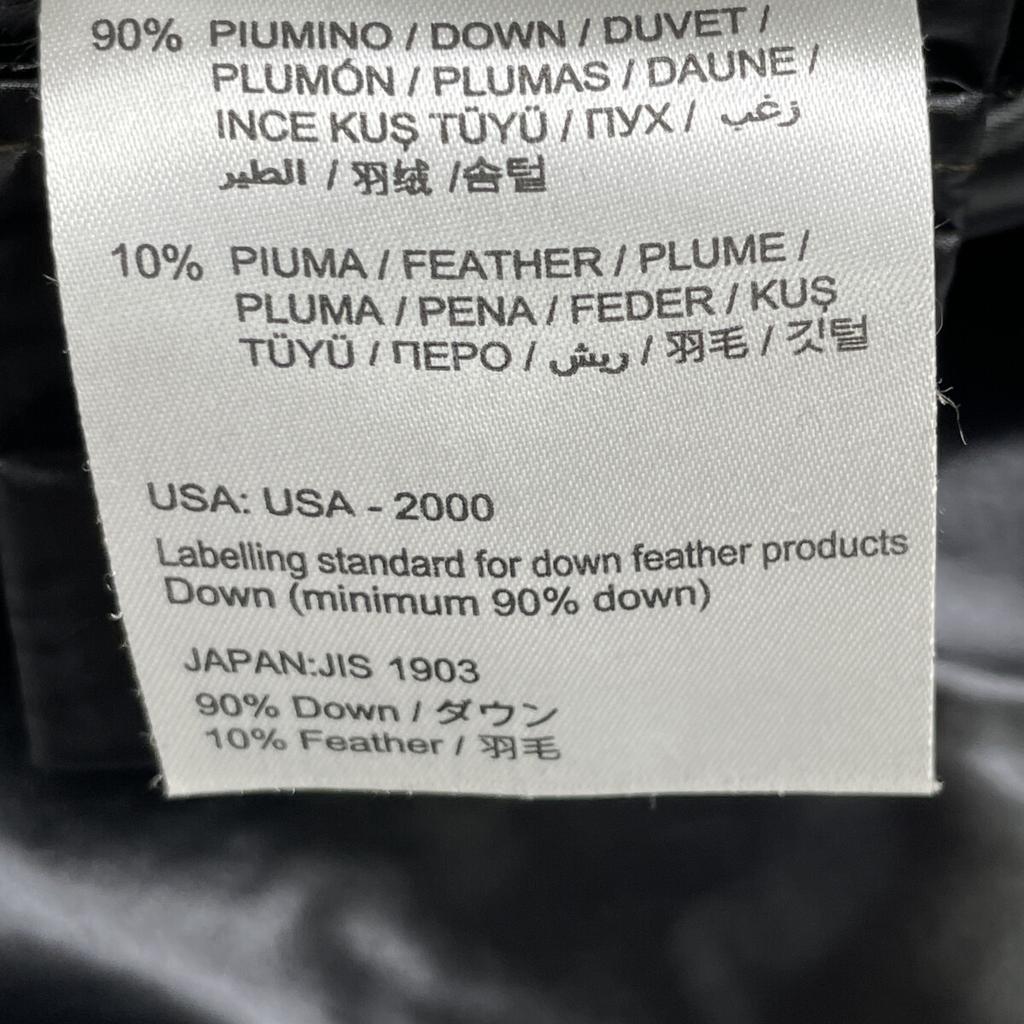 90% PIUMINO / DOWN / DUVET /
PLUMÓN / PLUMAS / DAUNE /
INCE KUŞ TÜYÜ / ПУХ / زغب
الطير / 羽绒 /솜털
10% PIUMA / FEATHER / PLUME /
PLUMA / PENA / FEDER / KUŞ
TÜYÜ / ПЕРО / ريش / 羽毛 / 깃털
USA: USA - 2000
Labelling standard for down feather products
Down (minimum 90% down)
JAPAN:JIS 1903
90% Down / ダウン
10% Feather / 羽毛